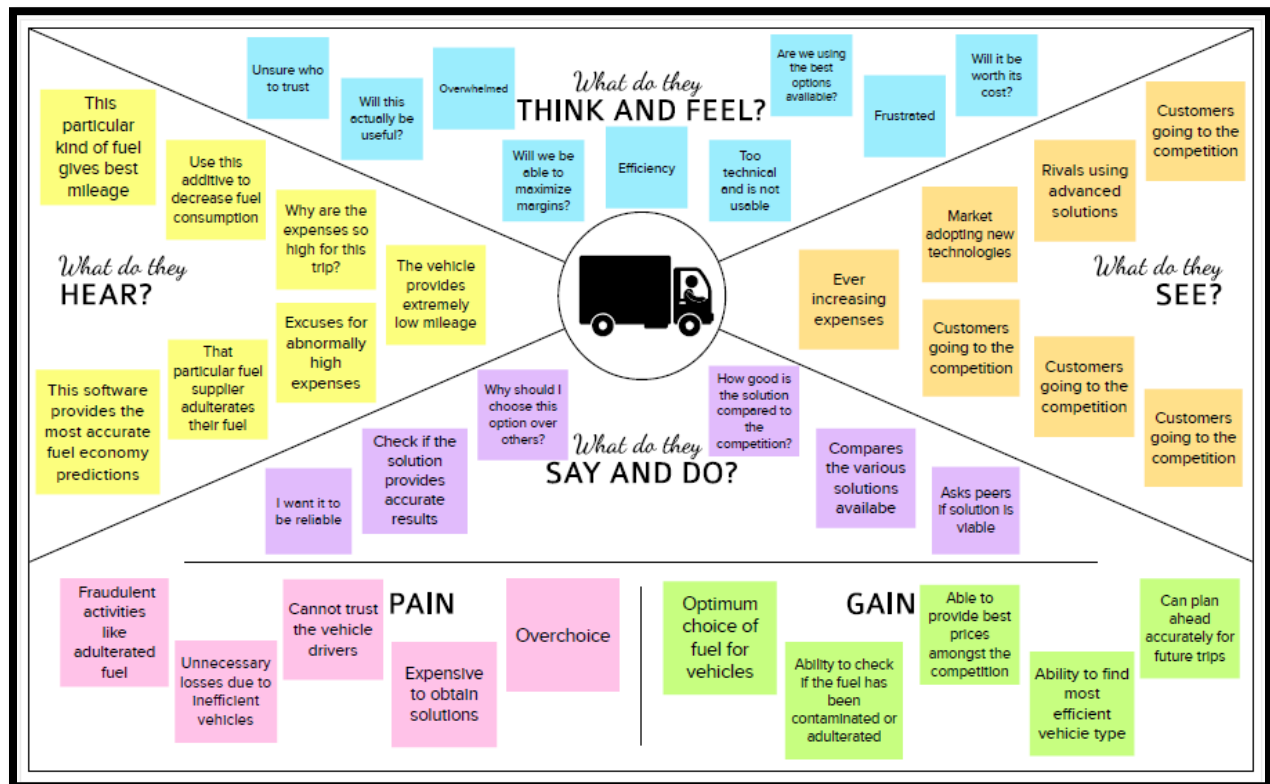 What do they
THINK AND FEEL?
Unsure who
to trust
Will this
actually be
useful?
Overwhelmed
Will we be
able to
maximize
margins?
Efficiency
Too
technical
and is not
usable
Are we using
the best
options
available?
Frustrated
Will it be
worth its
cost?
What do they
HEAR?
This
particular
kind of fuel
gives best
mileage
Use this
additive to
decrease fuel
consumption
Why are the
expenses so
high for this
trip?
The vehicle
provides
extremely
low mileage
Excuses for
abnormally
high
expenses
That
particular fuel
supplier
adulterates
their fuel
This software
provides the
most accurate
fuel economy
predictions
What do they
SEE?
Customers
going to the
competition
Rivals using
advanced
solutions
Market
adopting new
technologies
Ever
increasing
expenses
Customers
going to the
competition
Customers
going to the
competition
Customers
going to the
competition
What do they
SAY AND DO?
I want it to
be reliable
Check if the
solution
provides
accurate
results
Why should I
choose this
option over
others?
How good is
the solution
compared to
the
competition?
Compares
the various
solutions
availabe
Asks peers
if solution is
viable
PAIN
Fraudulent
activities
like
adulterated
fuel
Unnecessary
losses due to
inefficient
vehicles
Cannot trust
the vehicle
drivers
Expensive
to obtain
solutions
Overchoice
GAIN
Optimum
choice of
fuel for
vehicles
Ability to check
if the fuel has
been
contaminated or
adulterated
Able to
provide best
prices
amongst the
competition
Ability to find
most
efficient
vehicie type
Can plan
ahead
accurately for
future trips